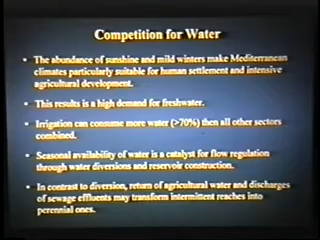 Competition for Water
• The abundance of sunshine and mild winters make Mediterranean
climates particularly suitable for human settlement and intensive
agricultural development.
• This results is a high demand for freshwater.
• Irrigation can consume more water (>70%) then all other sectors
combined.
• Seasonal availability of water is a catalyst for flow regulation
through water diversions and reservoir construction.
• In contrast to diversion, return of agricultural water and discharges
of sewage effluents may transform intermittent reaches into
perennial ones.